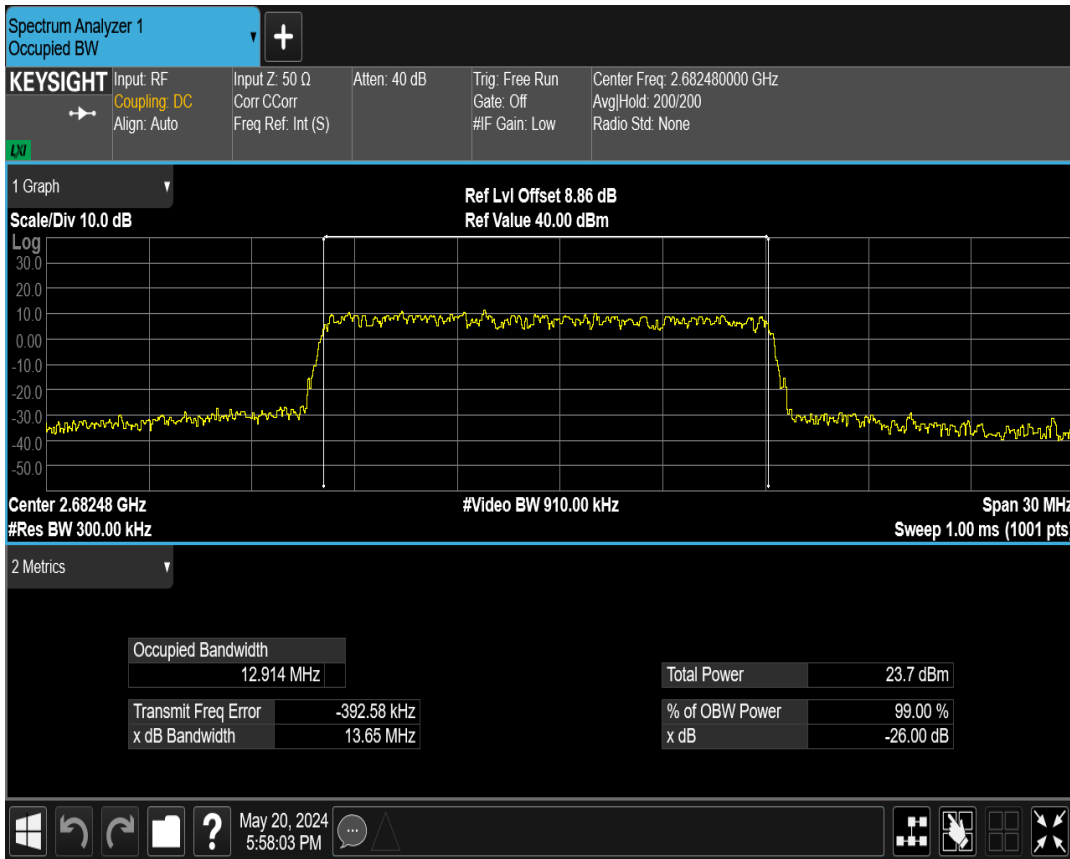 Spectrum Analyzer 1
Occupied BW
KEYSIGHT
LXI
Input: RF
Coupling: DC
Align: Auto
Input Z: 50 Ω
Corr CCorr
Freq Ref: Int (S)
Atten: 40 dB
Trig: Free Run
Gate: Off
#IF Gain: Low
Center Freq: 2.682480000 GHz
Avg|Hold: 200/200
Radio Std: None
1 Graph
Scale/Div 10.0 dB
Ref Lvl Offset 8.86 dB
Ref Value 40.00 dBm
Log
30.0
20.0
10.0
0.00
-10.0
-20.0
-30.0
-40.0
-50.0
Center 2.68248 GHz
#Res BW 300.00 kHz
#Video BW 910.00 kHz
Span 30 MHz
Sweep 1.00 ms (1001 pts)
2 Metrics
Occupied Bandwidth
12.914 MHz
Transmit Freq Error -392.58 kHz
x dB Bandwidth 13.65 MHz
Total Power 23.7 dBm
% of OBW Power 99.00 %
x dB -26.00 dB
?
May 20, 2024
5:58:03 PM